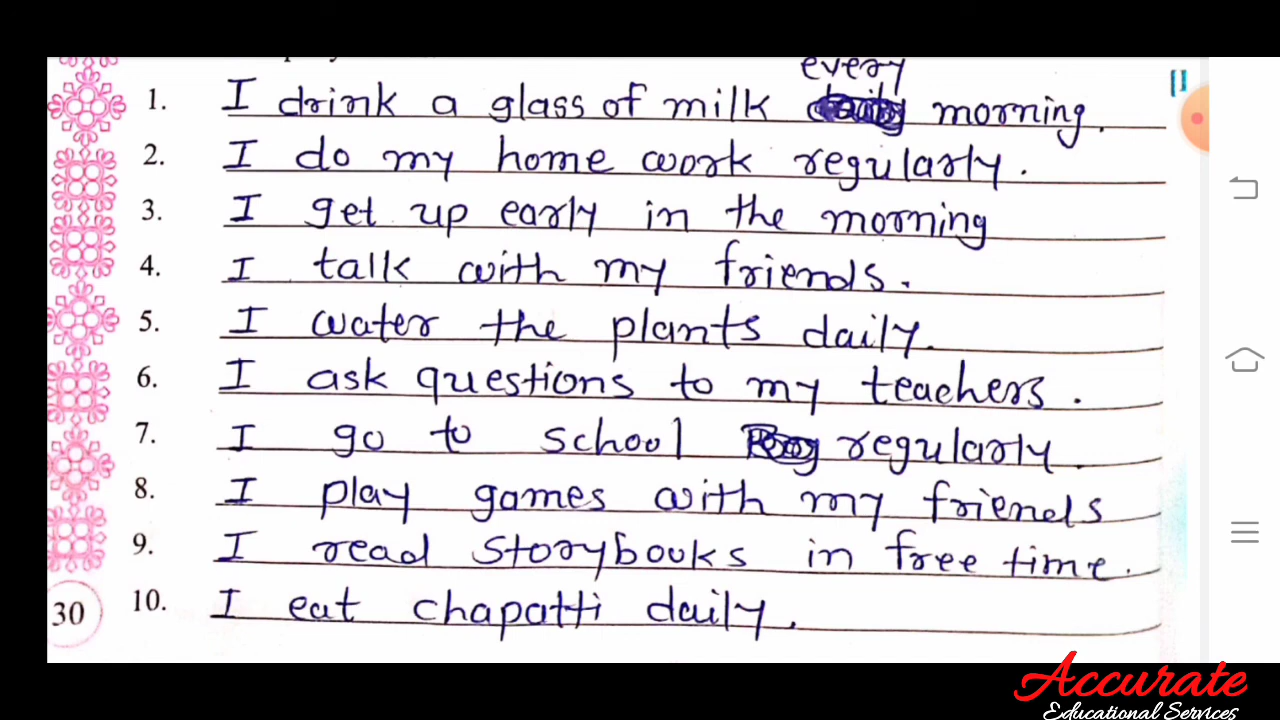 every
1. I drink a glass of milk morning.
2. I do my home work regularly.
3. I get up early in the morning
4. I talk with my friends.
5. I water the plants daily.
6. I ask questions to my teachers.
7. I go to school regularly.
8. I play games with my friends
9. I read Storybooks in free time.
10. I eat chapatti daily.
30
Accurate
Educational Services